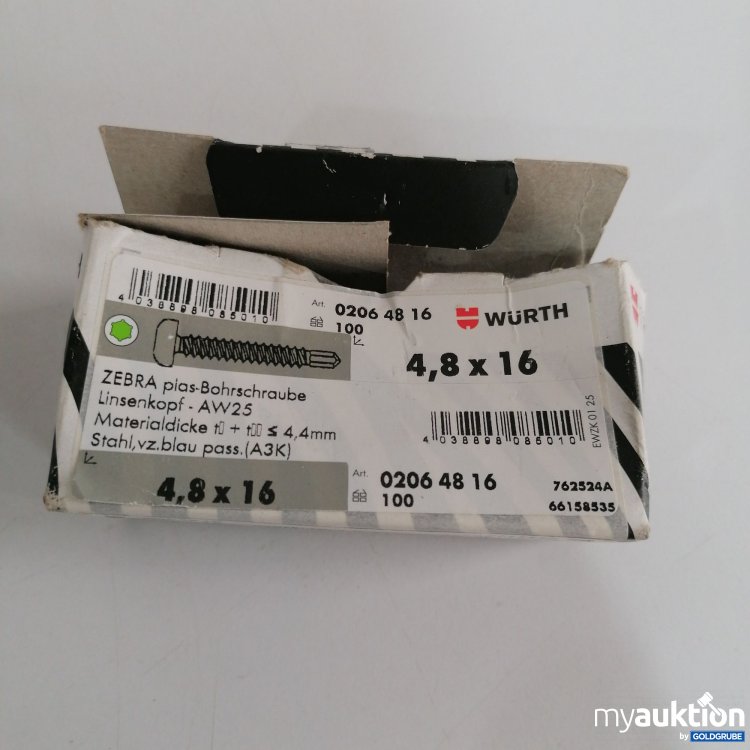 4 038898 085010
Art. 0206 48 16
100
WÜRTH
4,8 x 16
ZEBRA pias-Bohrschraube
Linsenkopf - AW25
Materialdicke t▯ + t▯▯ ≤ 4,4mm
Stahl,vz.blau pass.(A3K)
4,8 x 16
4 038898 085010
EWZK 01 25
Art. 0206 48 16
100
762524A
66158535
myauktion
by GOLDGRUBE